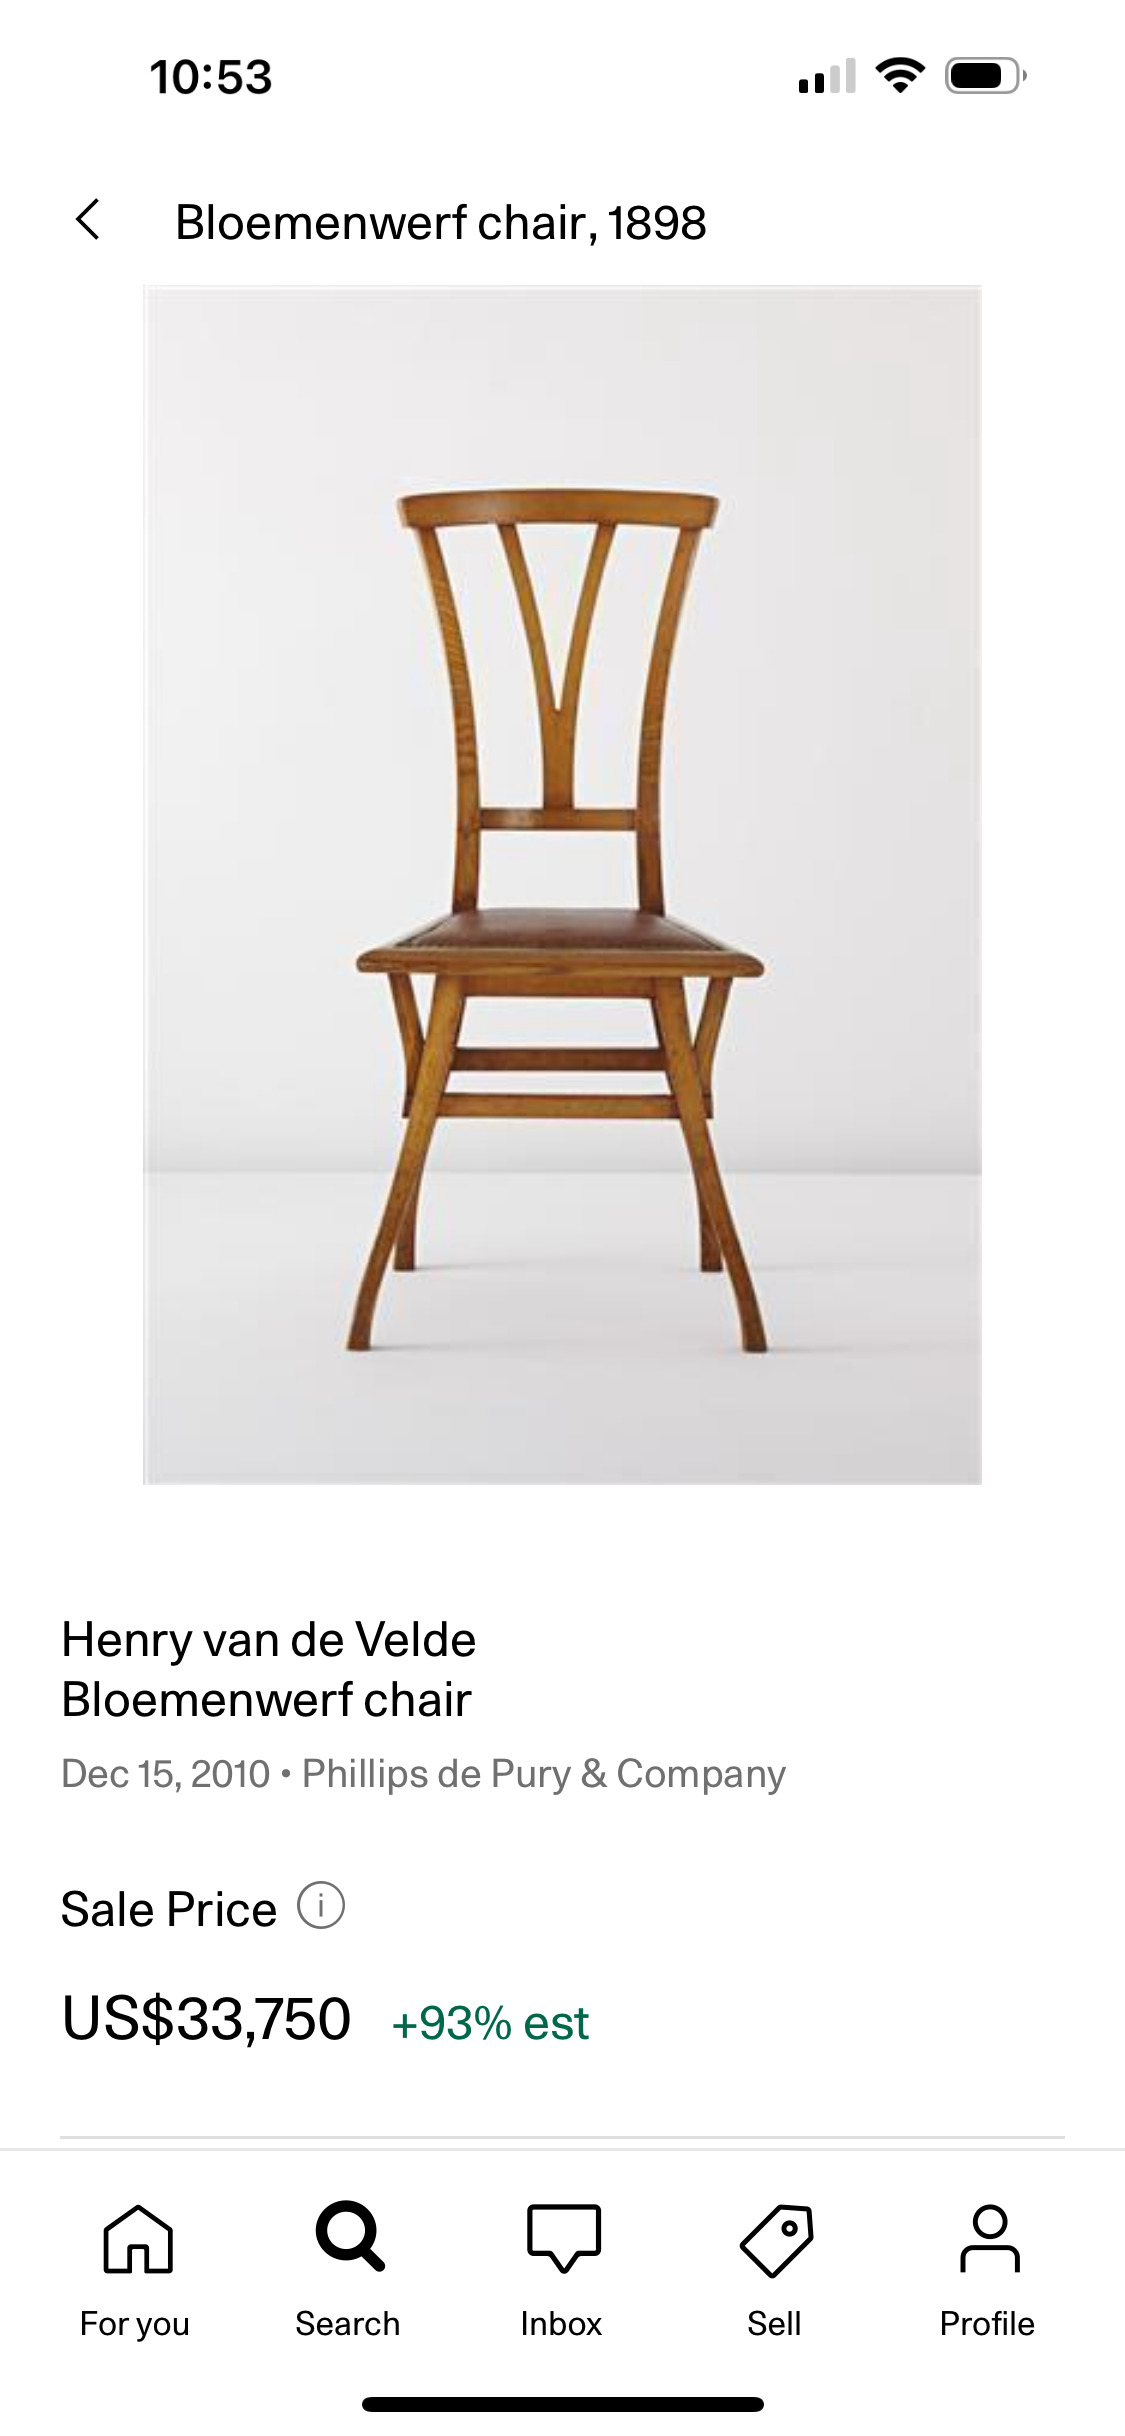 10:53
Bloemenwerf chair, 1898
Henry van de Velde
Bloemenwerf chair
Dec 15, 2010 • Phillips de Pury & Company
Sale Price i
US$33,750 +93% est
For you Search Inbox Sell Profile